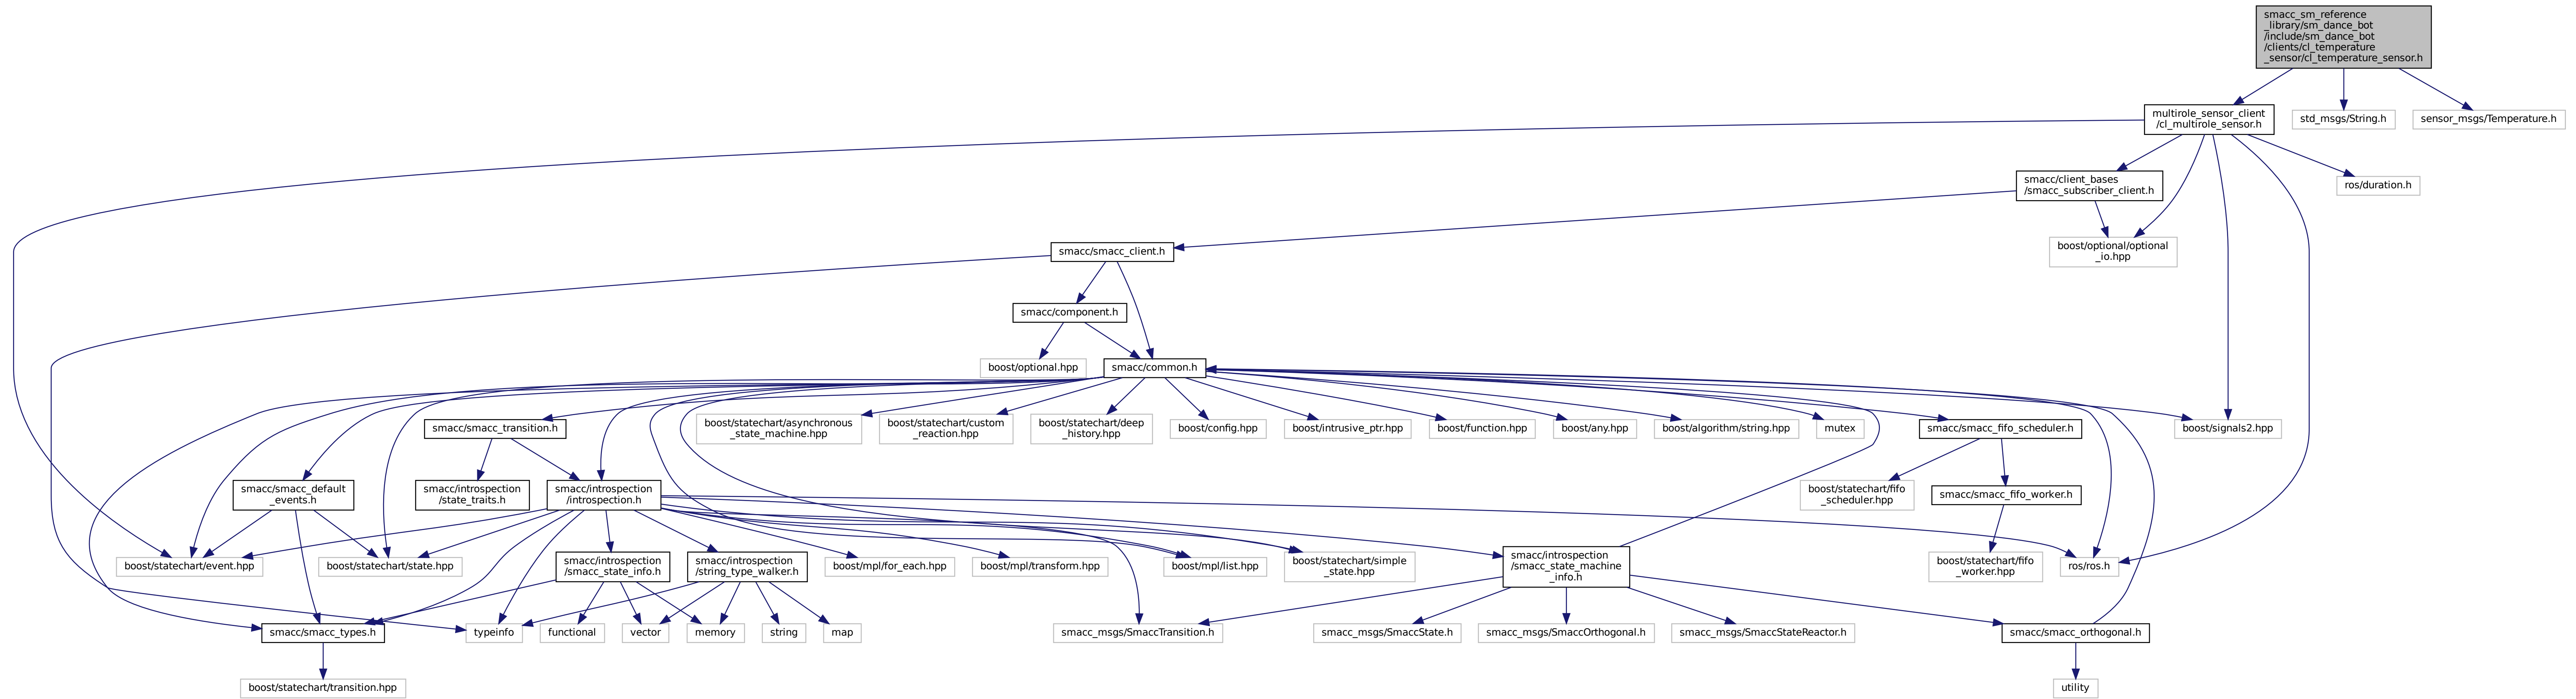 smacc_sm_reference
_library/sm_dance_bot
/include/sm_dance_bot
/clients/cl_temperature
_sensor/cl_temperature_sensor.h
multirole_sensor_client
/cl_multirole_sensor.h
std_msgs/String.h
sensor_msgs/Temperature.h
smacc/client_bases
/smacc_subscriber_client.h
ros/duration.h
smacc/smacc_client.h
boost/optional/optional
_io.hpp
smacc/component.h
boost/optional.hpp
smacc/common.h
smacc/smacc_transition.h
boost/statechart/asynchronous
_state_machine.hpp
boost/statechart/custom
_reaction.hpp
boost/statechart/deep
_history.hpp
boost/config.hpp
boost/intrusive_ptr.hpp
boost/function.hpp
boost/any.hpp
boost/algorithm/string.hpp
mutex
smacc/smacc_fifo_scheduler.h
boost/signals2.hpp
smacc/smacc_default
_events.h
smacc/introspection
/state_traits.h
smacc/introspection
/introspection.h
boost/statechart/fifo
_scheduler.hpp
smacc/smacc_fifo_worker.h
boost/statechart/event.hpp
boost/statechart/state.hpp
smacc/introspection
/smacc_state_info.h
smacc/introspection
/string_type_walker.h
boost/mpl/for_each.hpp
boost/mpl/transform.hpp
boost/mpl/list.hpp
boost/statechart/simple
_state.hpp
smacc/introspection
/smacc_state_machine
_info.h
boost/statechart/fifo
_worker.hpp
ros/ros.h
smacc/smacc_types.h
typeinfo
functional
vector
memory
string
map
smacc_msgs/SmaccTransition.h
smacc_msgs/SmaccState.h
smacc_msgs/SmaccOrthogonal.h
smacc_msgs/SmaccStateReactor.h
smacc/smacc_orthogonal.h
boost/statechart/transition.hpp
utility